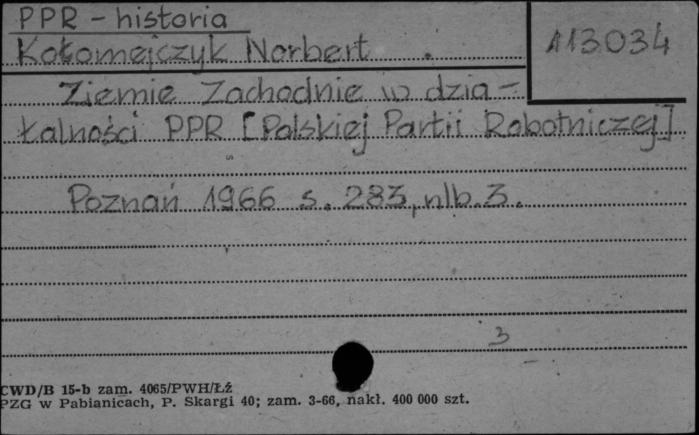 PPR - historia
Kołomejczyk Norbert
113034
Ziemie Zachodnie w dzia-
łalności PPR [Polskiej Partii Robotniczej]
Poznań 1966 s. 283, nlb. 3.
3
CWD/B 15-b zam. 4065/PWH/Łź
PZG w Pabianicach, P. Skargi 40; zam. 3-66, nakł. 400 000 szt.